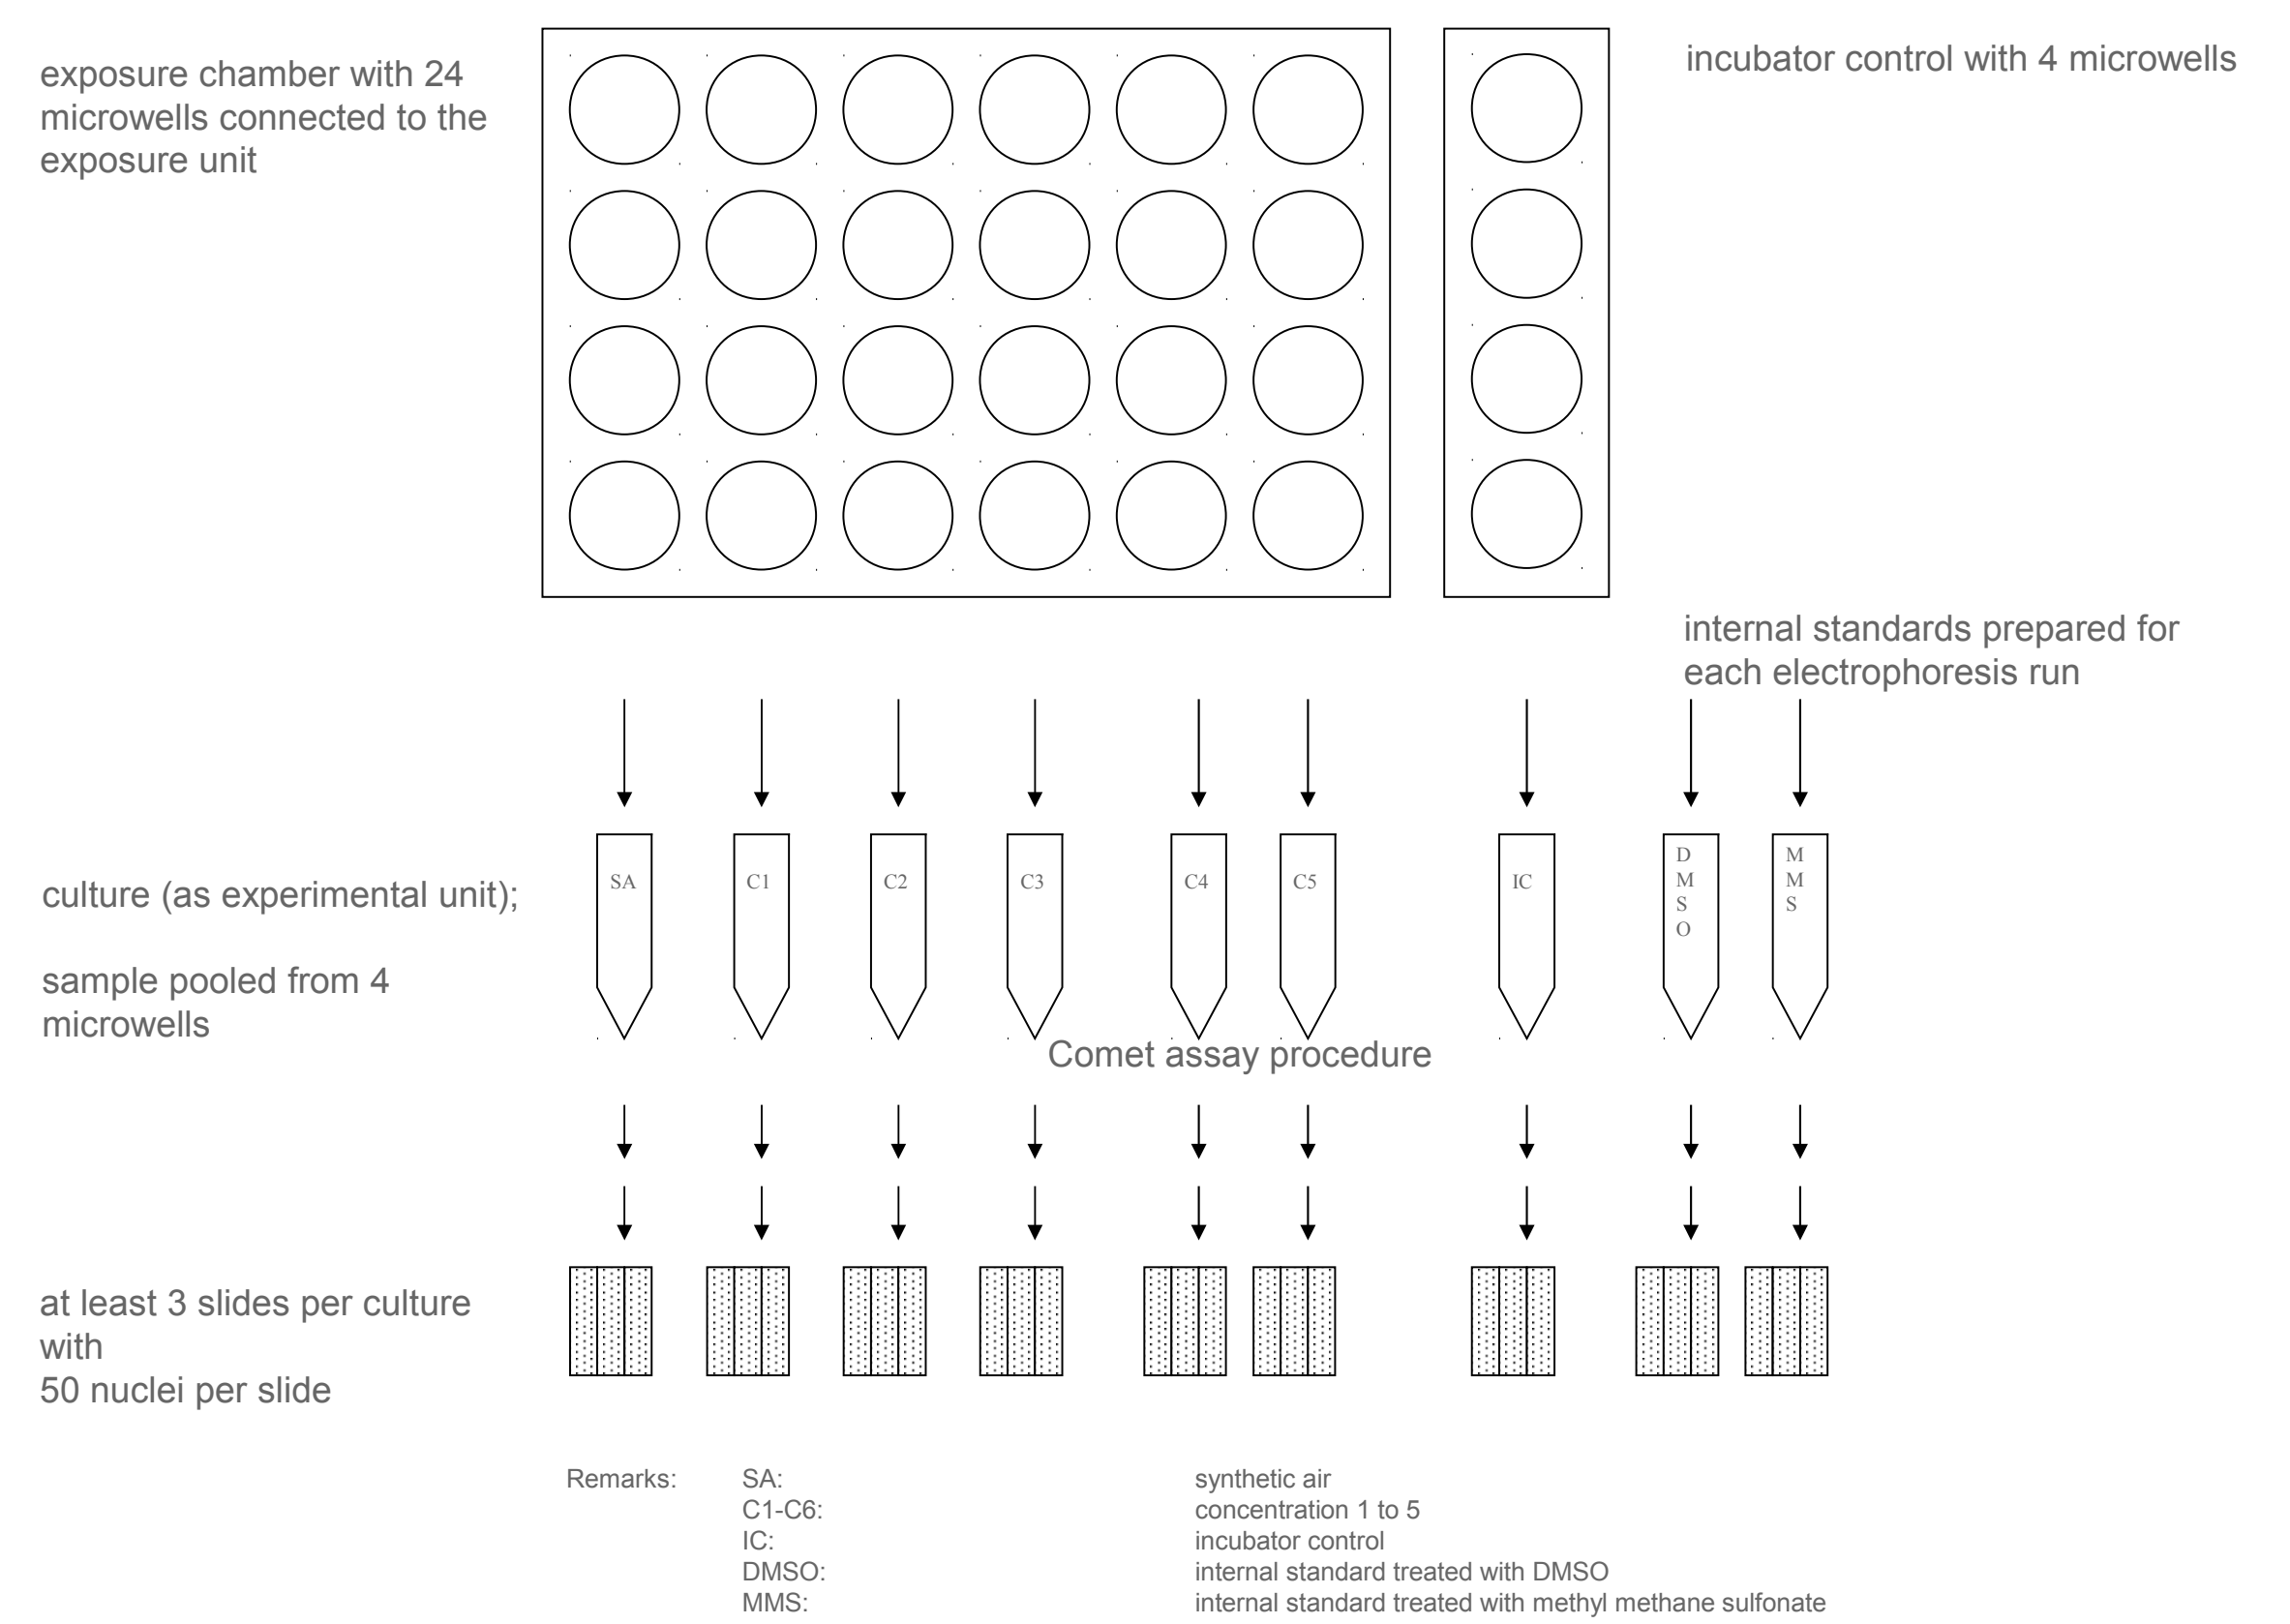 exposure chamber with 24
microwells connected to the
exposure unit
incubator control with 4 microwells
internal standards prepared for
each electrophoresis run
culture (as experimental unit);
sample pooled from 4
microwells
SA
C1
C2
C3
C4
C5
IC
D
M
S
O
M
M
S
Comet assay procedure
at least 3 slides per culture
with
50 nuclei per slide
Remarks: SA: synthetic air
C1-C6: concentration 1 to 5
IC: incubator control
DMSO: internal standard treated with DMSO
MMS: internal standard treated with methyl methane sulfonate